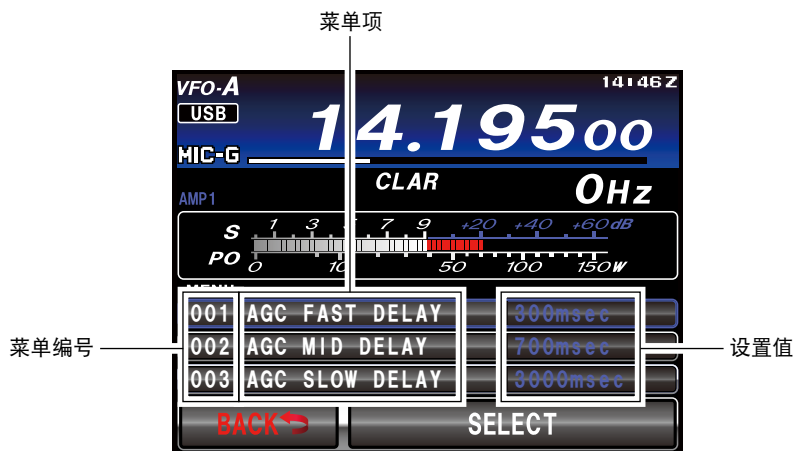 菜单项
VFO-A
14:46Z
USB
14.19500
MIC-G
CLAR
0Hz
AMP1
S 1 3 5 7 9 +20 +40 +60dB
PO 0 10 50 100 150W
MENU
001 AGC FAST DELAY 300msec
002 AGC MID DELAY 700msec
003 AGC SLOW DELAY 3000msec
菜单编号
设置值
BACK SELECT